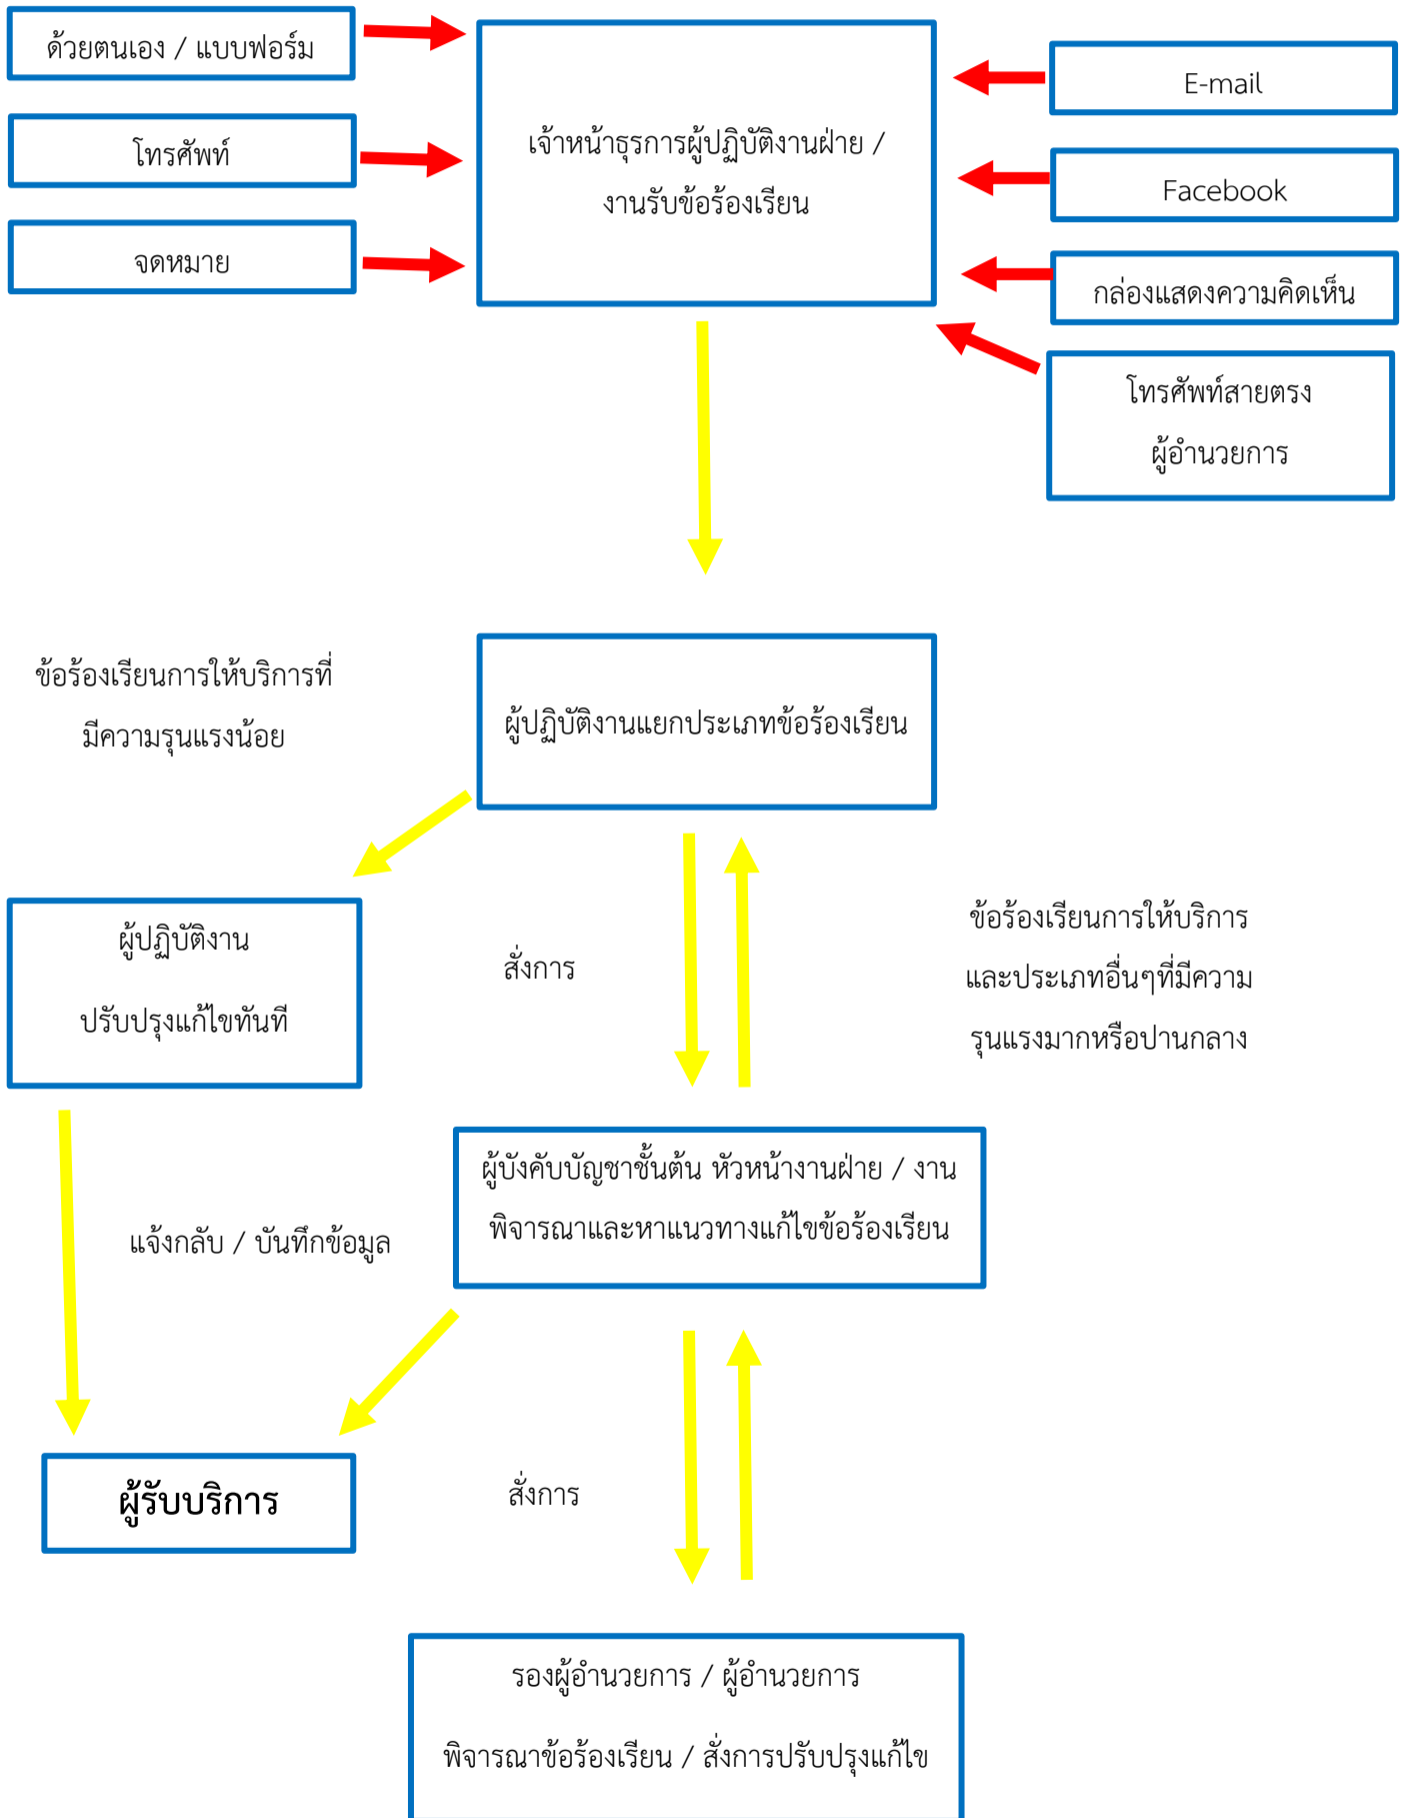 ด้วยตนเอง / แบบฟอร์ม
โทรศัพท์
จดหมาย
เจ้าหน้าธุรการผู้ปฏิบัติงานฝ่าย /
งานรับข้อร้องเรียน
E-mail
Facebook
กล่องแสดงความคิดเห็น
โทรศัพท์สายตรง
ผู้อำนวยการ
ข้อร้องเรียนการให้บริการที่
มีความรุนแรงน้อย
ผู้ปฏิบัติงานแยกประเภทข้อร้องเรียน
ผู้ปฏิบัติงาน
ปรับปรุงแก้ไขทันที
สั่งการ
ข้อร้องเรียนการให้บริการ
และประเภทอื่นๆที่มีความ
รุนแรงมากหรือปานกลาง
ผู้บังคับบัญชาชั้นต้น หัวหน้างานฝ่าย / งาน
พิจารณาและหาแนวทางแก้ไขข้อร้องเรียน
แจ้งกลับ / บันทึกข้อมูล
ผู้รับบริการ
สั่งการ
รองผู้อำนวยการ / ผู้อำนวยการ
พิจารณาข้อร้องเรียน / สั่งการปรับปรุงแก้ไข